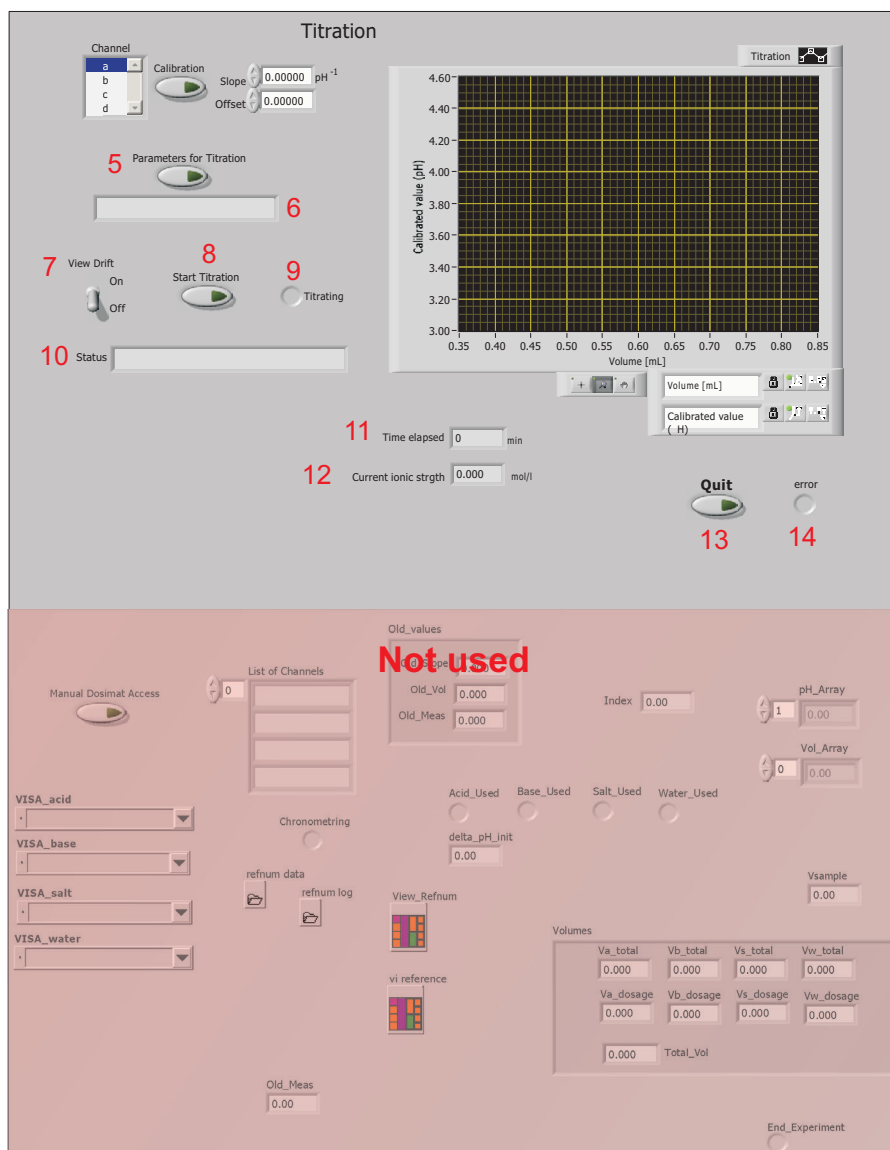 Titration
Channel
a
b
c
d
Calibration
Slope 0.00000 pH-1
Offset 0.00000
5 Parameters for Titration
6
7 View Drift
On
Off
8
Start Titration
9
Titrating
10 Status
Titration
Calibrated value (pH)
4.60
4.40
4.20
4.00
3.80
3.60
3.40
3.20
3.00
0.35 0.40 0.45 0.50 0.55 0.60 0.65 0.70 0.75 0.80 0.85
Volume [mL]
Volume [mL]
Calibrated value
(_H)
11 Time elapsed 0 min
12 Current ionic strgth 0.000 mol/l
Quit
13
error
14
Not used
Manual Dosimat Access
0
List of Channels
Old_values
Old_Slope
Old_Vol 0.000
Old_Meas 0.000
Index 0.00
pH_Array
1 0.00
Vol_Array
0 0.00
VISA_acid
VISA_base
VISA_salt
VISA_water
Chronometring
refnum data
refnum log
Acid_Used Base_Used Salt_Used Water_Used
delta_pH_init
0.00
View_Refnum
vi reference
Vsample
0.00
Volumes
Va_total Vb_total Vs_total Vw_total
0.000 0.000 0.000 0.000
Va_dosage Vb_dosage Vs_dosage Vw_dosage
0.000 0.000 0.000 0.000
0.000 Total_Vol
Old_Meas
0.00
End_Experiment